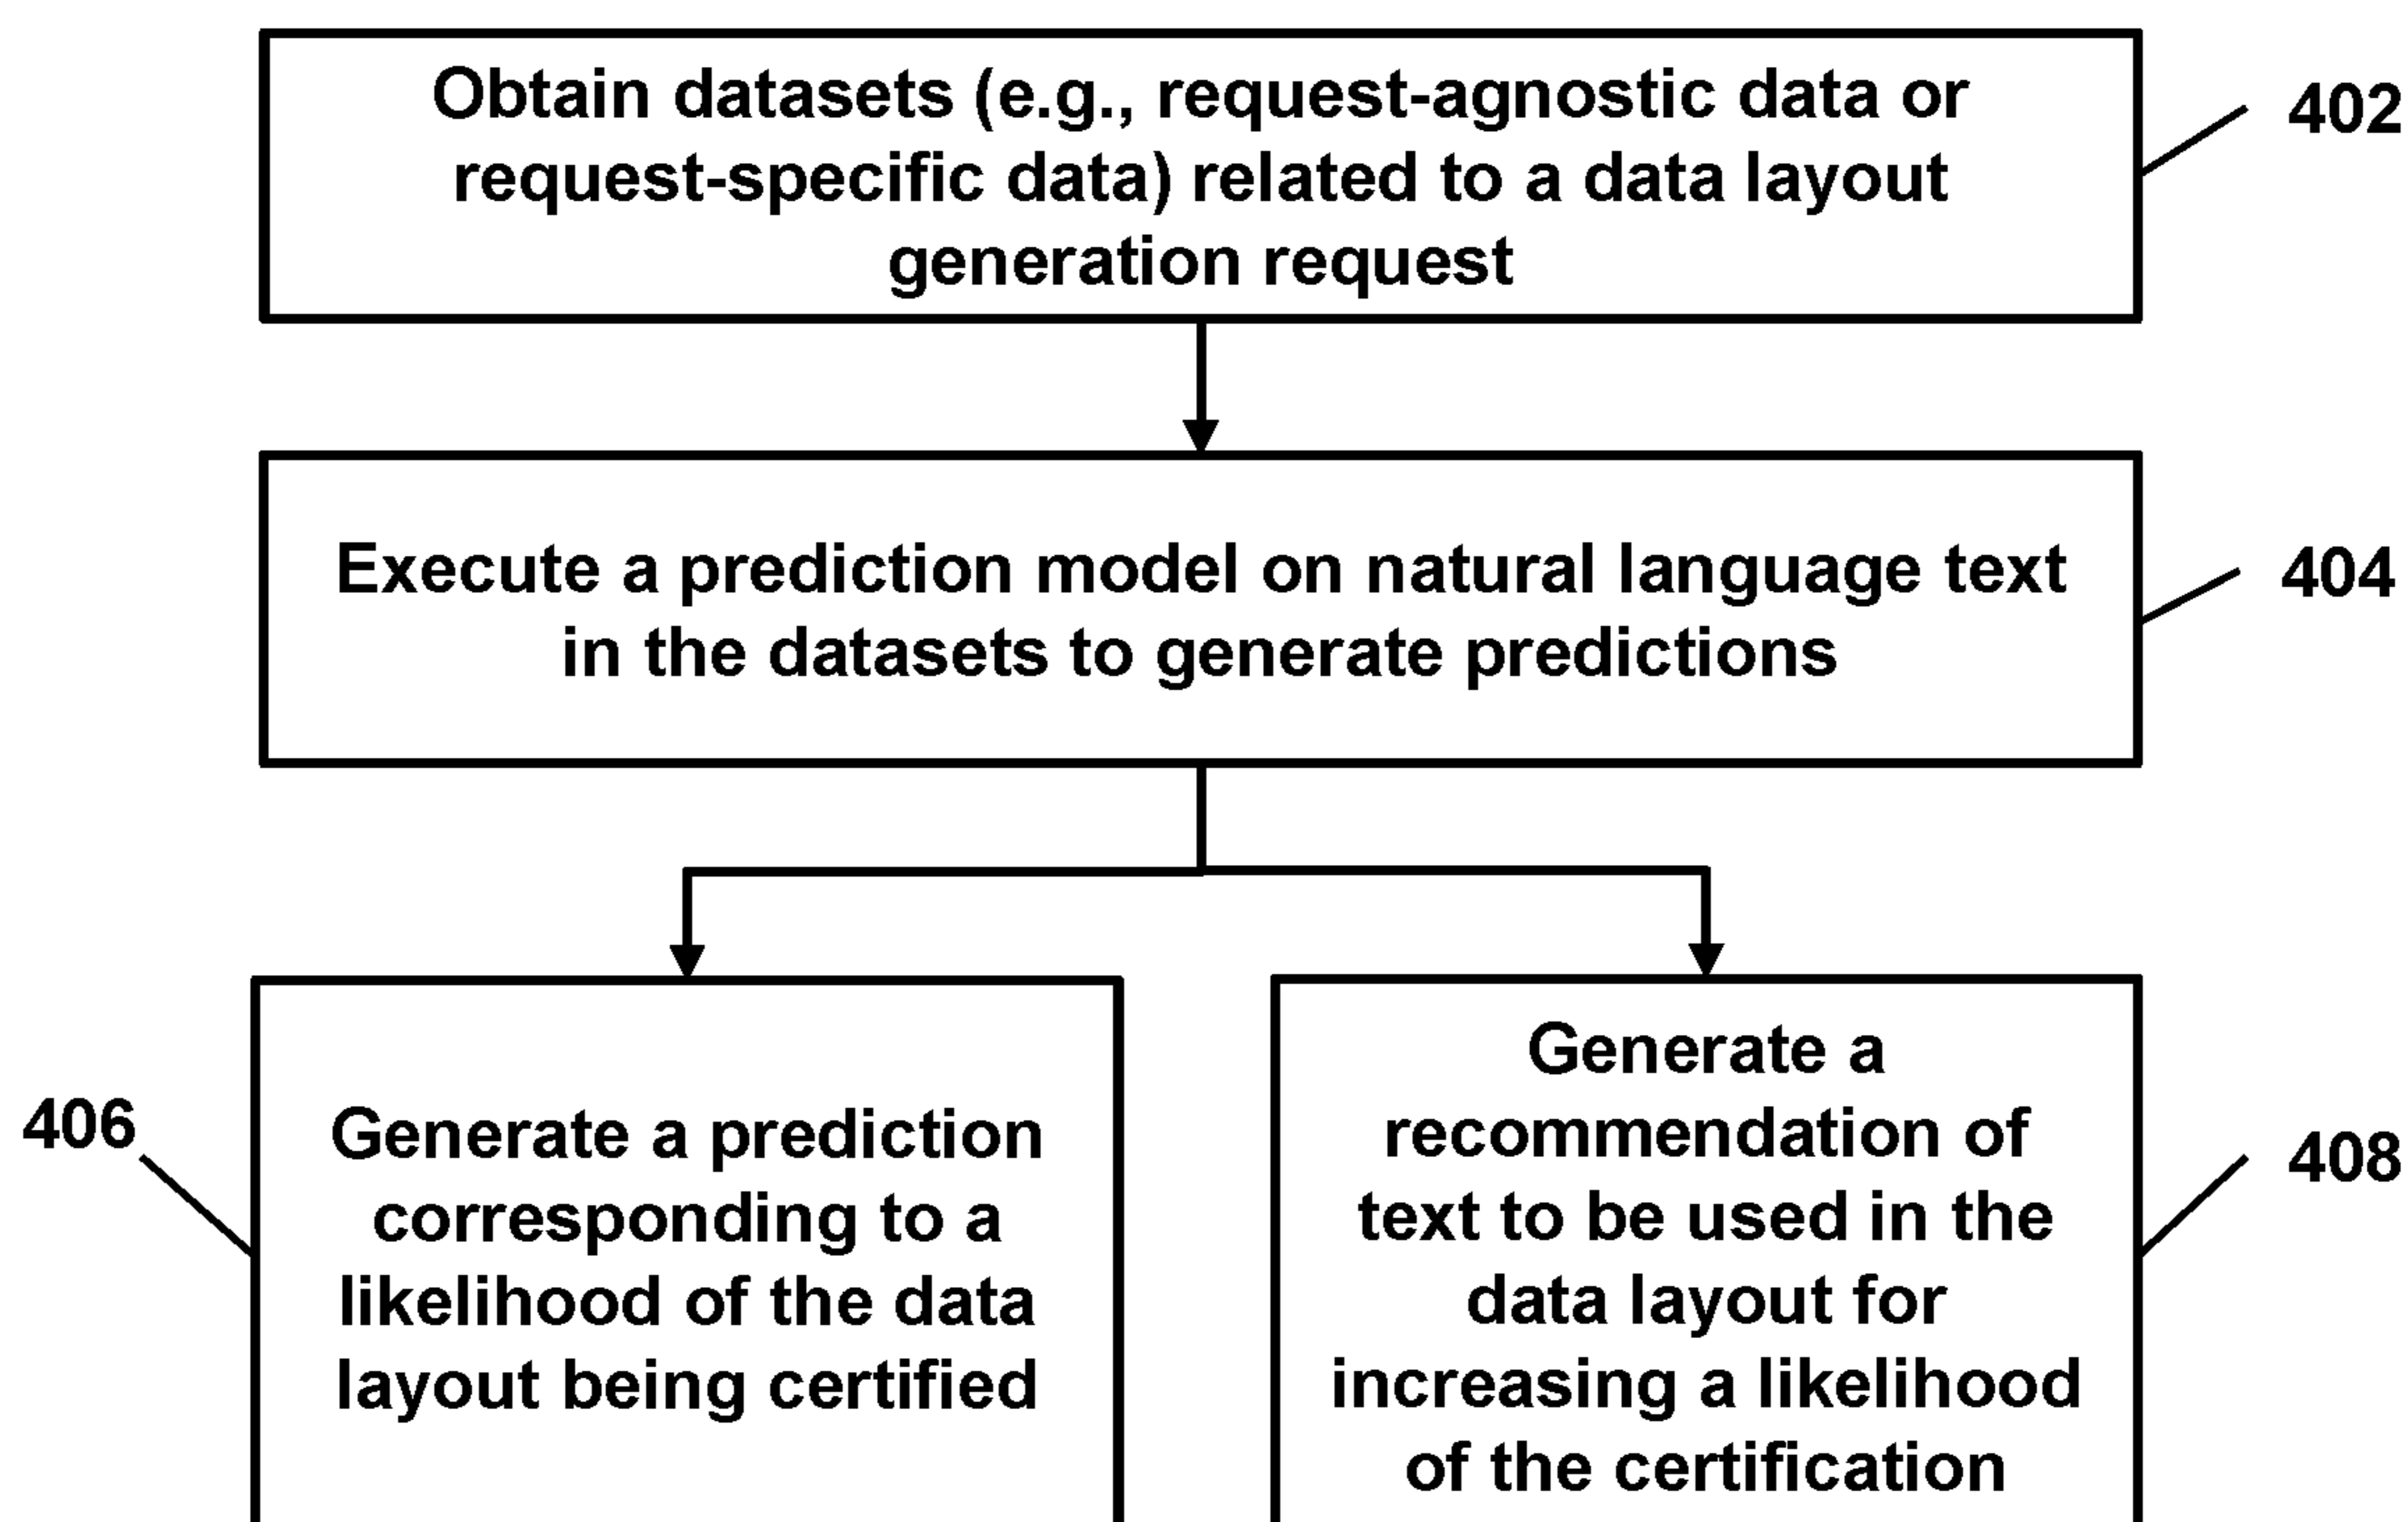 Obtain datasets (e.g., request-agnostic data or
request-specific data) related to a data layout
generation request
402
Execute a prediction model on natural language text
in the datasets to generate predictions
404
406
Generate a prediction
corresponding to a
likelihood of the data
layout being certified
Generate a
recommendation of
text to be used in the
data layout for
increasing a likelihood
of the certification
408